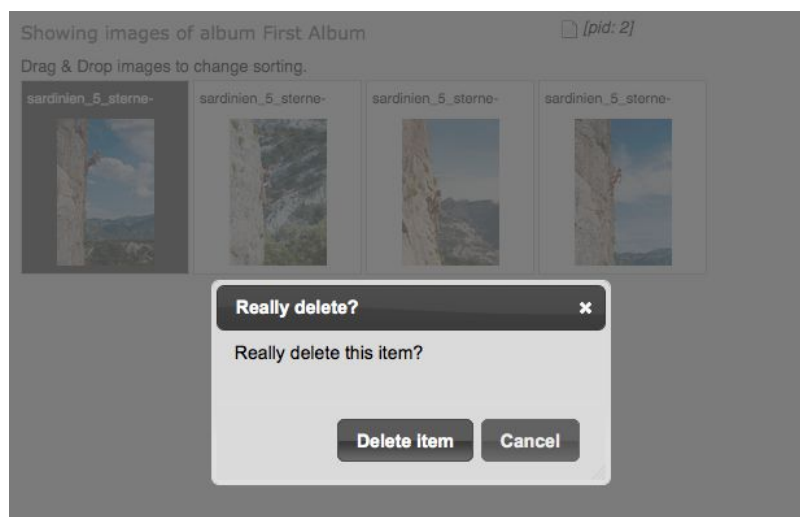 Showing images of album First Album
[pid: 2]
Drag & Drop images to change sorting.
sardinien_5_sterne-
sardinien_5_sterne-
sardinien_5_sterne-
sardinien_5_sterne-
Really delete?
Really delete this item?
Delete item
Cancel